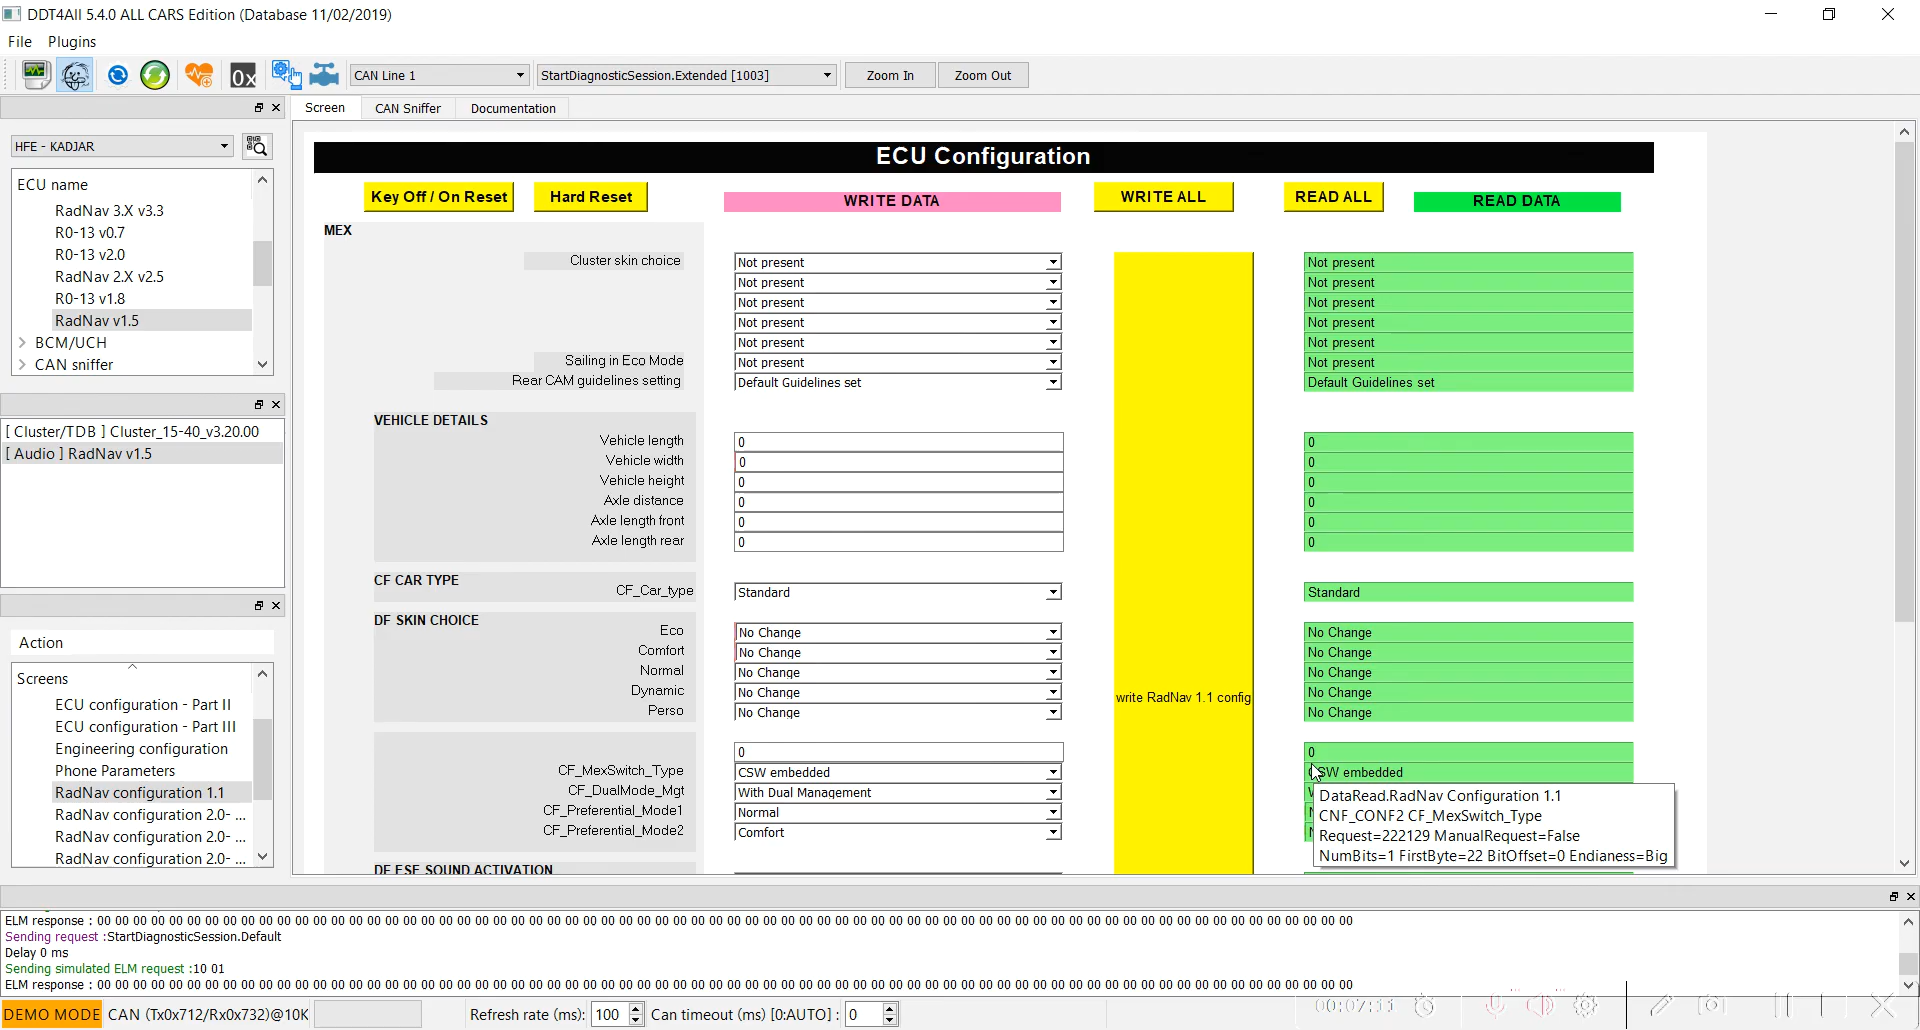 DDT4All 5.4.0 ALL CARS Edition (Database 11/02/2019)
File Plugins
0x CAN Line 1 StartDiagnosticSession.Extended [1003] Zoom In Zoom Out
Screen CAN Sniffer Documentation
HFE - KADJAR
ECU name
RadNav 3.X v3.3
R0-13 v0.7
R0-13 v2.0
RadNav 2.X v2.5
R0-13 v1.8
RadNav v1.5
BCM/UCH
CAN sniffer
[ Cluster/TDB ] Cluster_15-40_v3.20.00
[ Audio ] RadNav v1.5
Action
Screens
ECU configuration - Part II
ECU configuration - Part III
Engineering configuration
Phone Parameters
RadNav configuration 1.1
RadNav configuration 2.0- ...
RadNav configuration 2.0- ...
RadNav configuration 2.0- ...
ECU Configuration
Key Off / On Reset Hard Reset WRITE DATA WRITE ALL READ ALL READ DATA
MEX
Cluster skin choice Not present Not present
Not present Not present
Not present Not present
Not present Not present
Not present Not present
Sailing in Eco Mode Not present Not present
Rear CAM guidelines setting Default Guidelines set Default Guidelines set
VEHICLE DETAILS
Vehicle length 0 0
Vehicle width 0 0
Vehicle height 0 0
Axle distance 0 0
Axle length front 0 0
Axle length rear 0 0
CF CAR TYPE
CF_Car_type Standard Standard
DF SKIN CHOICE
Eco No Change No Change
Comfort No Change No Change
Normal No Change No Change
Dynamic No Change No Change
write RadNav 1.1 config
Perso No Change No Change
0 0
CF_MexSwitch_Type CSW embedded CSW embedded
CF_DualMode_Mgt With Dual Management
CF_Preferential_Mode1 Normal
CF_Preferential_Mode2 Comfort
DataRead.RadNav Configuration 1.1
CNF_CONF2 CF_MexSwitch_Type
Request=222129 ManualRequest=False
NumBits=1 FirstByte=22 BitOffset=0 Endianess=Big
DF ESE SOUND ACTIVATION
ELM response : 00 00 00 00 00 00 00 00 00 00 00 00 00 00 00 00 00 00 00 00 00 00 00 00 00 00 00 00 00 00 00 00 00 00 00 00 00 00 00 00 00 00 00 00 00 00 00 00 00 00 00 00 00 00 00 00 00 00 00 00 00 00 00 00 00 00 00 00 00 00
Sending request :StartDiagnosticSession.Default
Delay 0 ms
Sending simulated ELM request :10 01
ELM response : 00 00 00 00 00 00 00 00 00 00 00 00 00 00 00 00 00 00 00 00 00 00 00 00 00 00 00 00 00 00 00 00 00 00 00 00 00 00 00 00 00 00 00 00 00 00 00 00 00 00 00 00 00 00 00 00 00 00 00 00 00 00 00 00 00 00 00 00 00 00
DEMO MODE CAN (Tx0x712/Rx0x732)@10K Refresh rate (ms): 100 Can timeout (ms) [0:AUTO] : 0